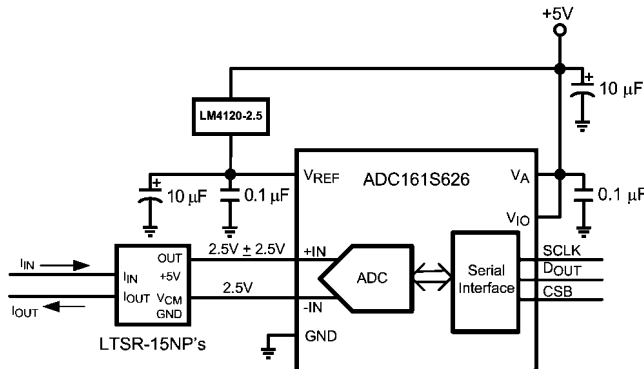 +5V
+
10 μF
LM4120-2.5
+
10 μF
0.1 μF
VREF
ADC161S626
VA
0.1 μF
VIO
IIN
OUT
2.5V ± 2.5V
+IN
SCLK
+5V
IIN
ADC
Serial
Interface
DOUT
IOUT
VCM
2.5V
-IN
CSB
IOUT
GND
GND
LTSR-15NP's